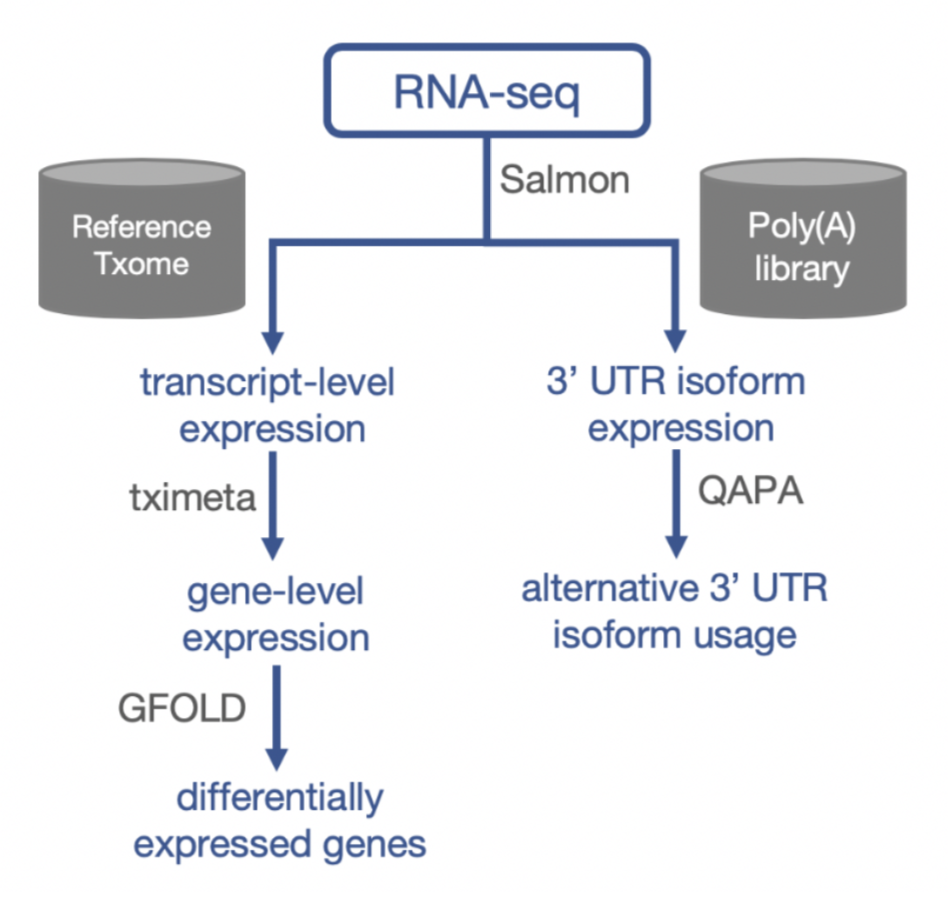 RNA-seq
Salmon
Reference
Txome
Poly(A)
library
transcript-level
expression
3’ UTR isoform
expression
tximeta
QAPA
gene-level
expression
alternative 3’ UTR
isoform usage
GFOLD
differentially
expressed genes